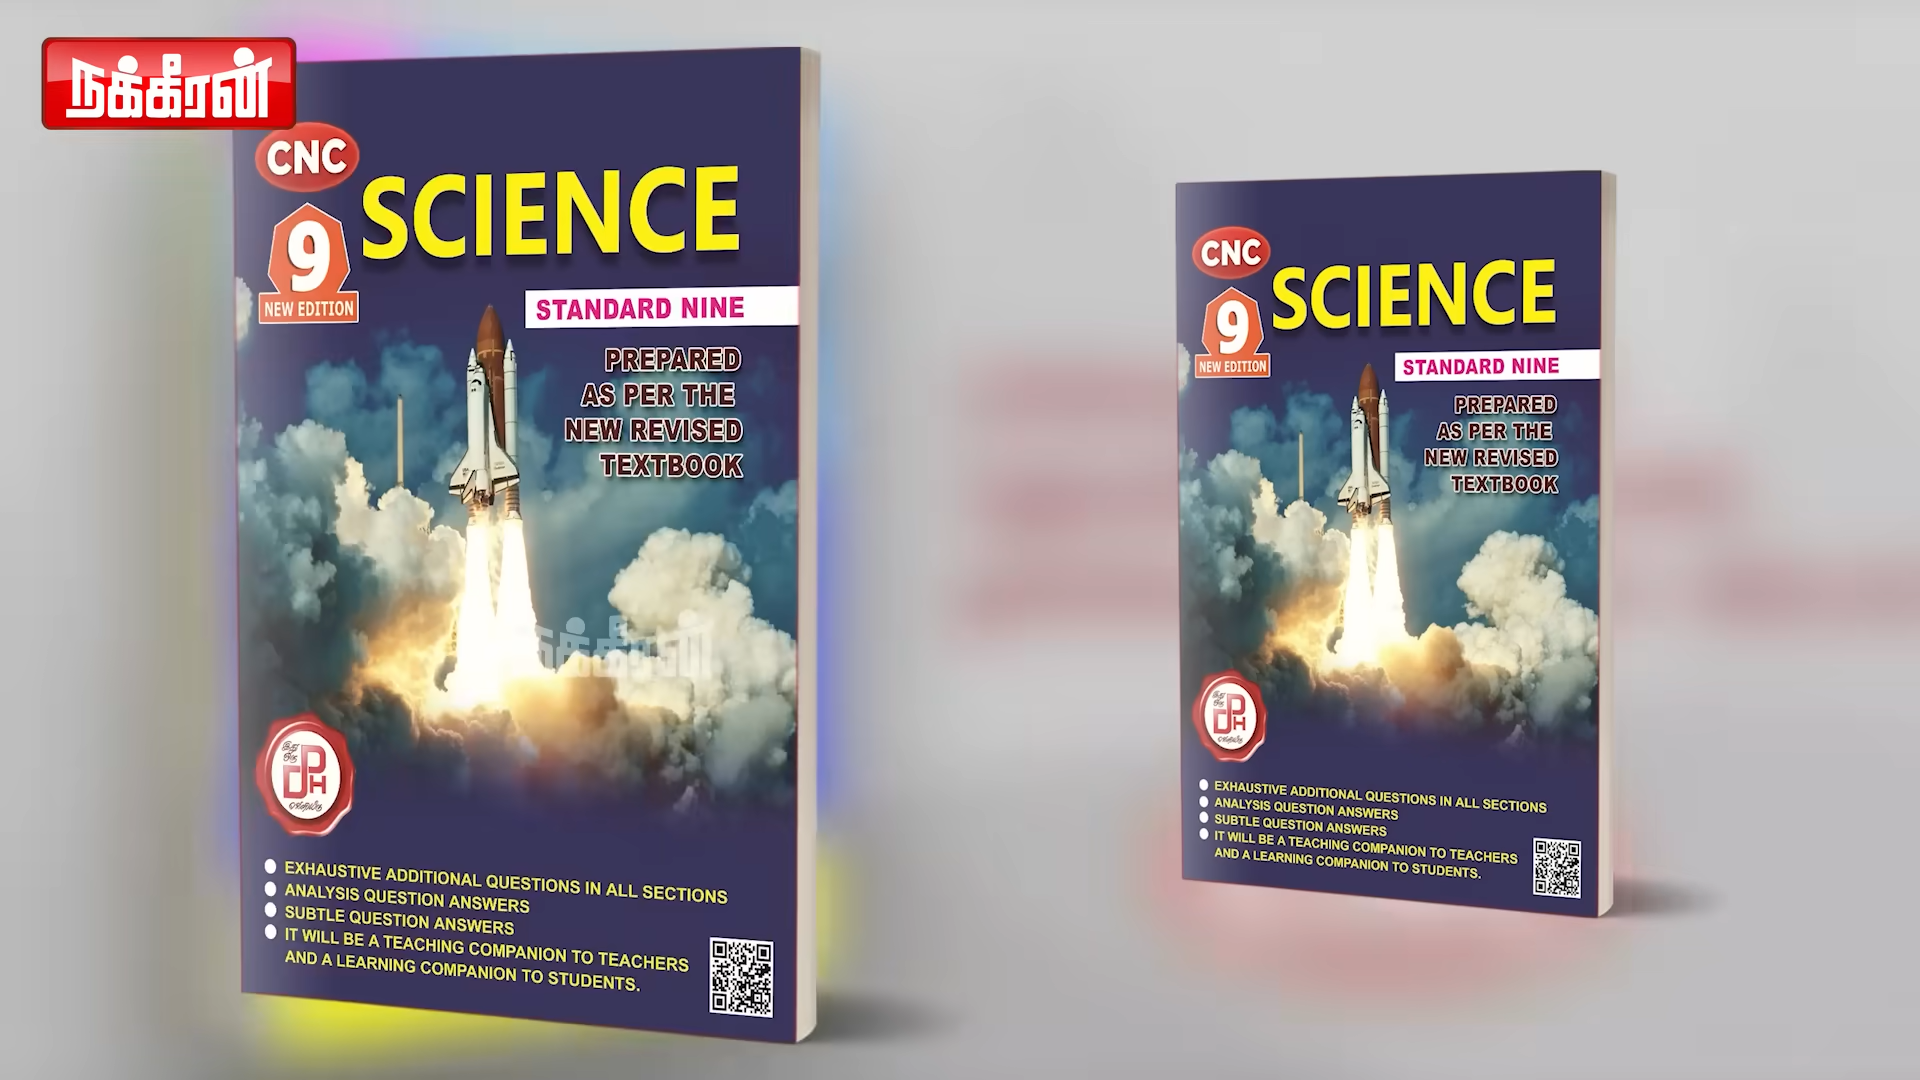 நக்கீரன்
CNC
SCIENCE
9
NEW EDITION
STANDARD NINE
PREPARED
AS PER THE
NEW REVISED
TEXTBOOK
நக்கீரன்
DPH
EXHAUSTIVE ADDITIONAL QUESTIONS IN ALL SECTIONS
ANALYSIS QUESTION ANSWERS
SUBTLE QUESTION ANSWERS
IT WILL BE A TEACHING COMPANION TO TEACHERS
AND A LEARNING COMPANION TO STUDENTS.
CNC
SCIENCE
9
NEW EDITION
STANDARD NINE
PREPARED
AS PER THE
NEW REVISED
TEXTBOOK
DPH
EXHAUSTIVE ADDITIONAL QUESTIONS IN ALL SECTIONS
ANALYSIS QUESTION ANSWERS
SUBTLE QUESTION ANSWERS
IT WILL BE A TEACHING COMPANION TO TEACHERS
AND A LEARNING COMPANION TO STUDENTS.